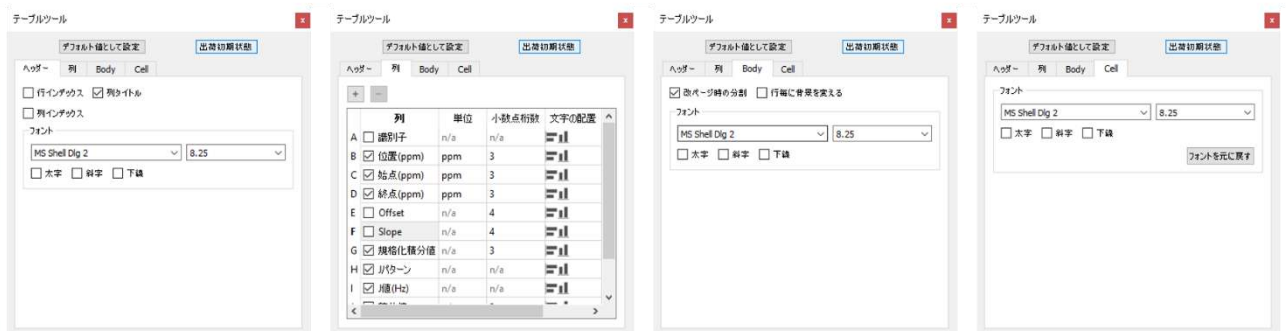 テーブルツール
x
デフォルト値として設定 出荷初期状態
ヘッダー 列 Body Cell
行インデックス 列タイトル
列インデックス
フォント
MS Shell Dlg 2 8.25
太字 斜字 下線
テーブルツール
x
デフォルト値として設定 出荷初期状態
ヘッダー 列 Body Cell
+ −
列 単位 小数点桁数 文字の配置
A 識別子 n/a n/a
B 位置(ppm) ppm 3
C 始点(ppm) ppm 3
D 終点(ppm) ppm 3
E Offset n/a 4
F Slope n/a 4
G 規格化積分値 n/a 3
H Jパターン n/a n/a
I J値(Hz) n/a n/a
テーブルツール
x
デフォルト値として設定 出荷初期状態
ヘッダー 列 Body Cell
改ページ時の分割 行毎に背景を変える
フォント
MS Shell Dlg 2 8.25
太字 斜字 下線
テーブルツール
x
デフォルト値として設定 出荷初期状態
ヘッダー 列 Body Cell
フォント
MS Shell Dlg 2 8.25
太字 斜字 下線
フォントを元に戻す